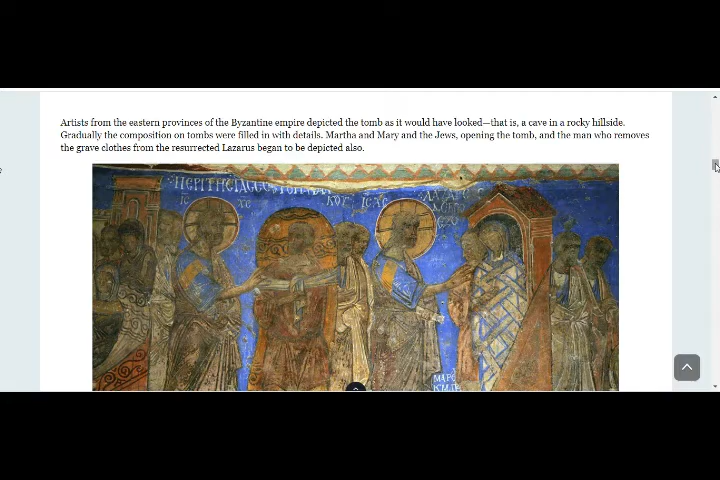 Artists from the eastern provinces of the Byzantine empire depicted the tomb as it would have looked—that is, a cave in a rocky hillside.
Gradually the composition on tombs were filled in with details. Martha and Mary and the Jews, opening the tomb, and the man who removes
the grave clothes from the resurrected Lazarus began to be depicted also.